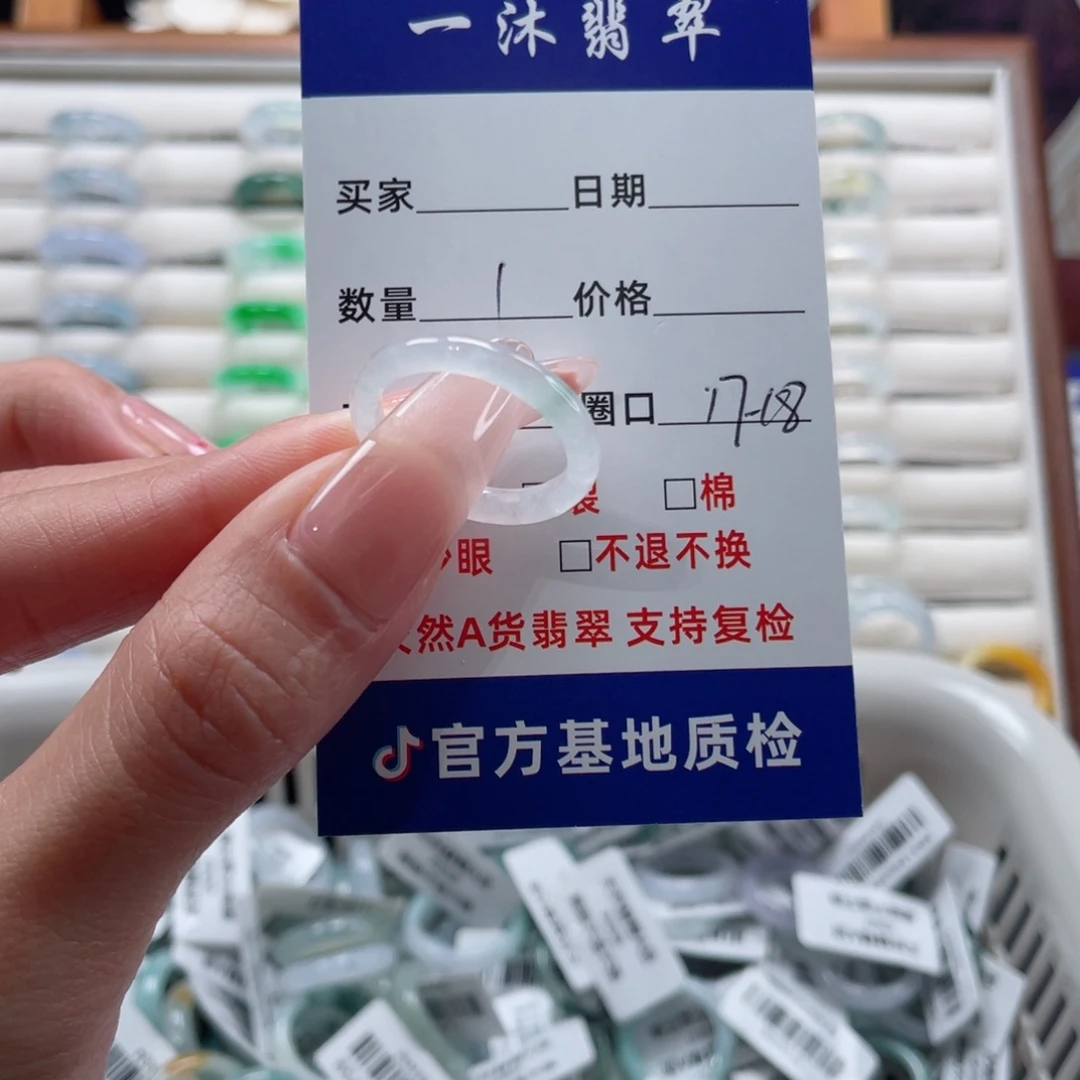 一沐翡翠
买家 日期
数量 1 价格
圈口 17-18
□裂 □棉
眼 □不退不换
然A货翡翠 支持复检
官方基地质检